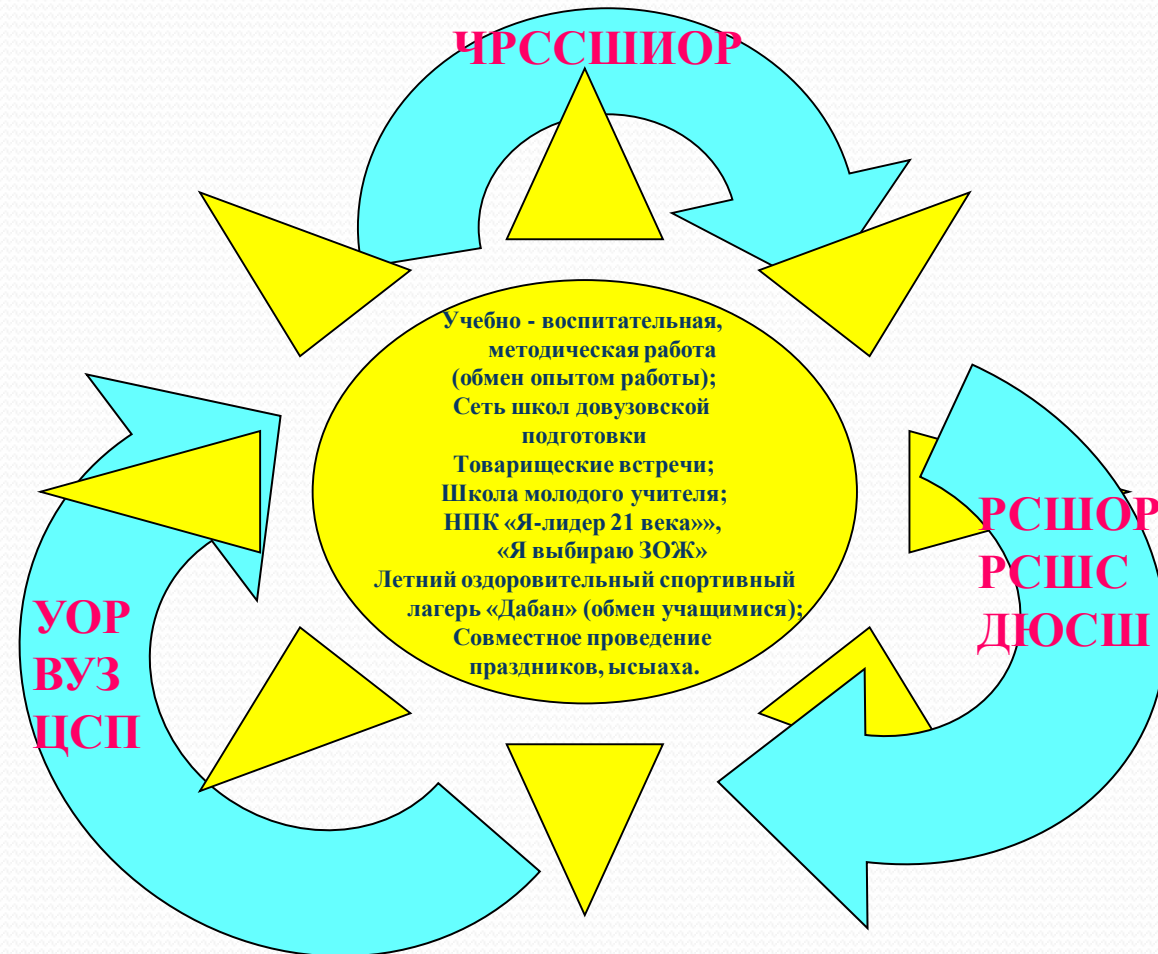 ЧРССШИОР
Учебно - воспитательная,
методическая работа
(обмен опытом работы);
Сеть школ довузовской
подготовки
Товарищеские встречи;
Школа молодого учителя;
НПК «Я-лидер 21 века»»,
«Я выбираю ЗОЖ»
Летний оздоровительный спортивный
лагерь «Дабан» (обмен учащимися);
Совместное проведение
праздников, ысыаха.
РСШОР
РСШС
ДЮСШ
УОР
ВУЗ
ЦСП